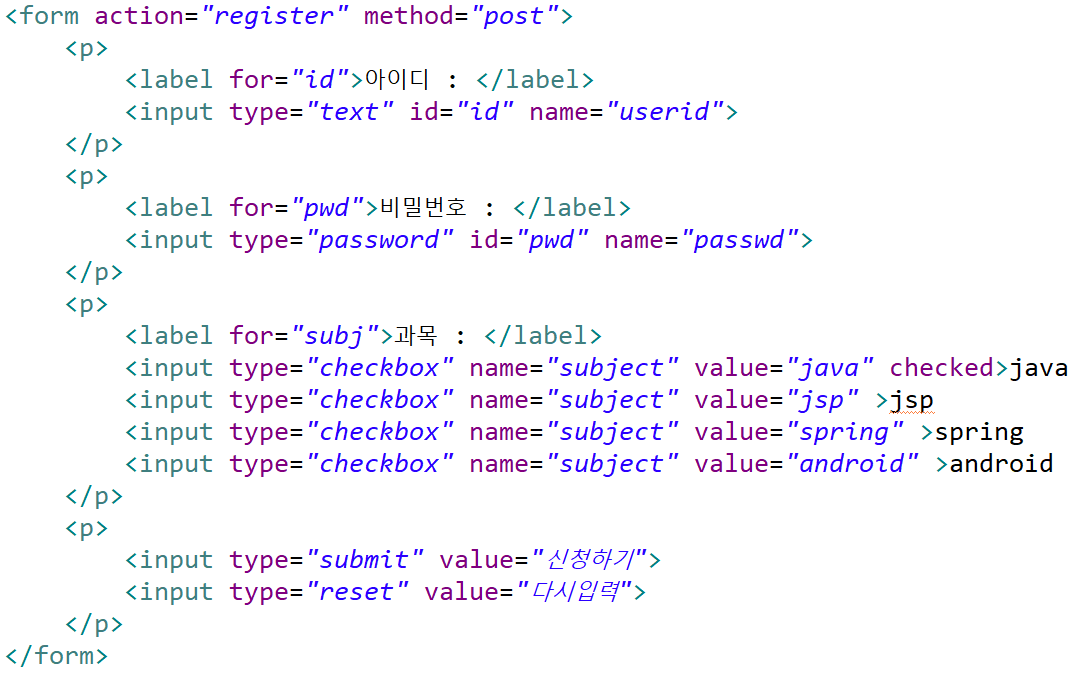 <form action="register" method="post">
<p>
<label for="id">아이디 : </label>
<input type="text" id="id" name="userid">
</p>
<p>
<label for="pwd">비밀번호 : </label>
<input type="password" id="pwd" name="passwd">
</p>
<p>
<label for="subj">과목 : </label>
<input type="checkbox" name="subject" value="java" checked>java
<input type="checkbox" name="subject" value="jsp" >jsp
<input type="checkbox" name="subject" value="spring" >spring
<input type="checkbox" name="subject" value="android" >android
</p>
<p>
<input type="submit" value="신청하기">
<input type="reset" value="다시입력">
</p>
</form>